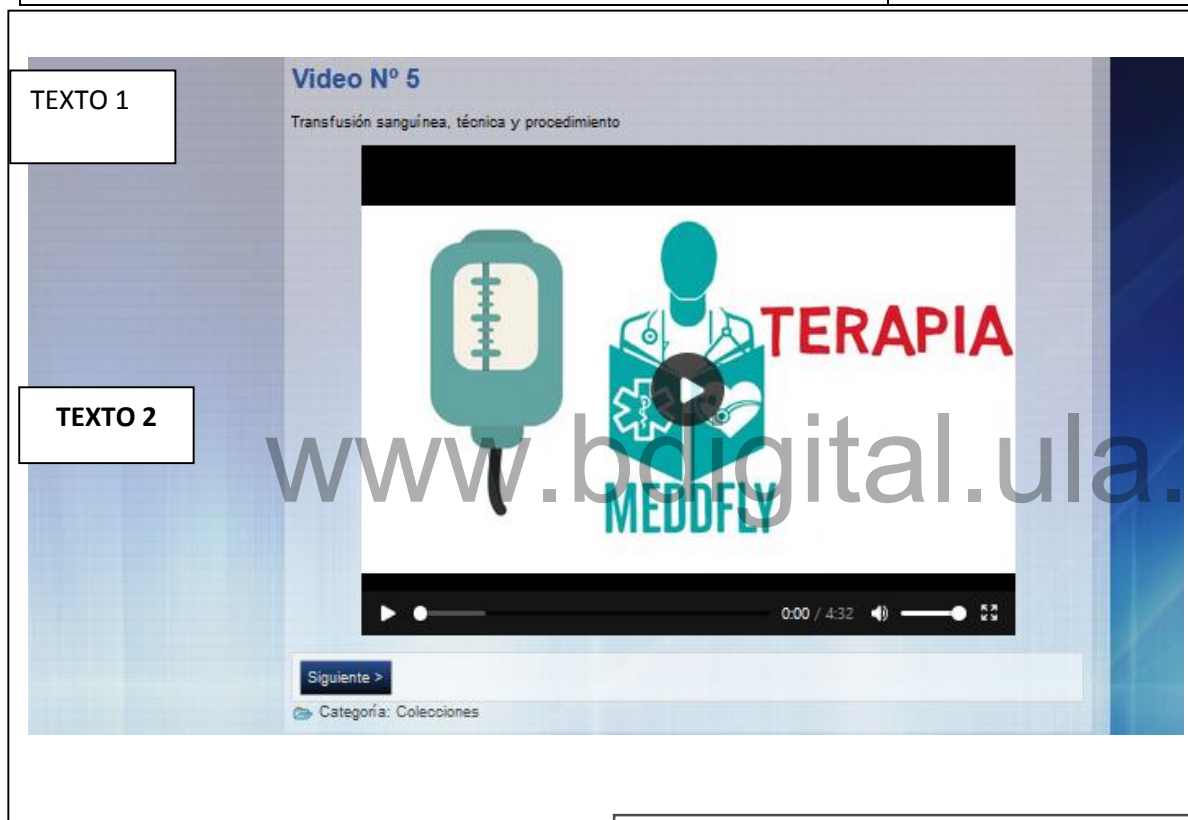 Video Nº 5
TEXTO 1
Transfusión sanguínea, técnica y procedimiento
TERAPIA
TEXTO 2
www.bdigital.ula.
MEDDFLY
0:00 / 4:32
Siguiente >
Categoría: Colecciones